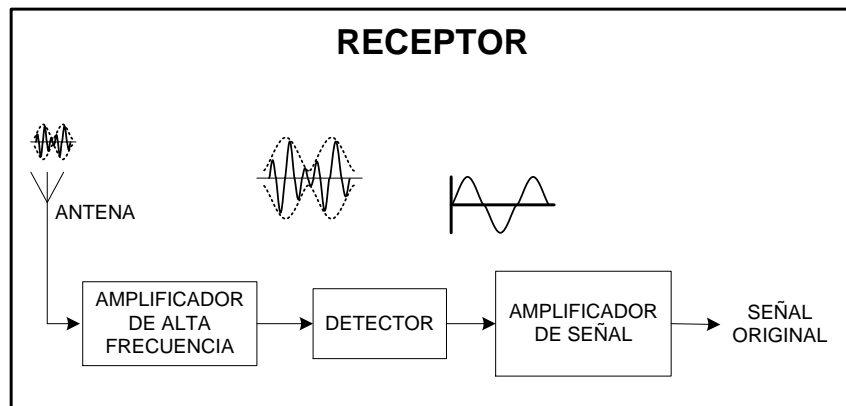 RECEPTOR
ANTENA
AMPLIFICADOR
DE ALTA
FRECUENCIA
DETECTOR
AMPLIFICADOR
DE SEÑAL
SEÑAL
ORIGINAL